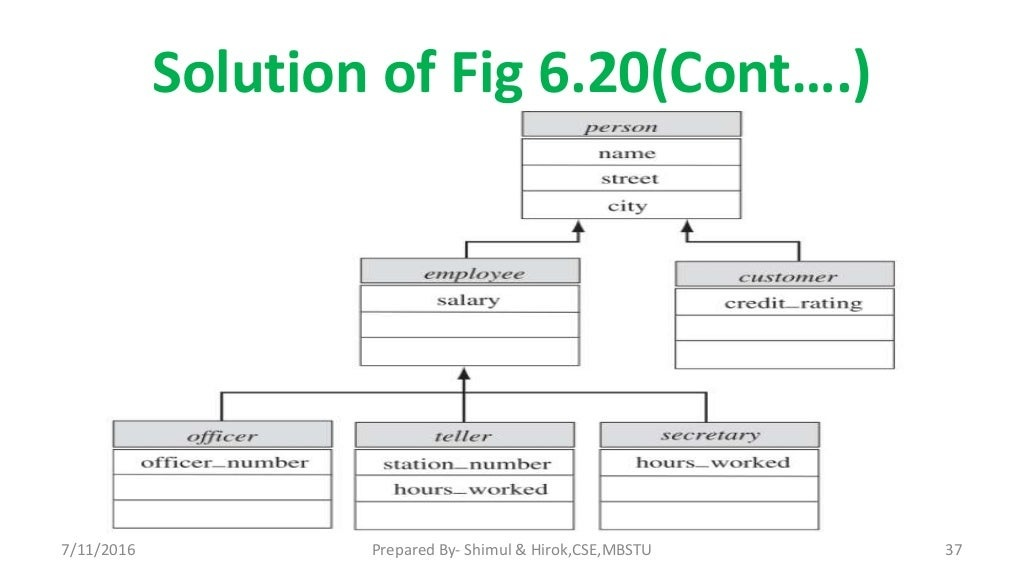 Solution of Fig 6.20(Cont….)
person
name
street
city
employee
salary
customer
credit_rating
officer
officer_number
teller
station_number
hours_worked
secretary
hours_worked
7/11/2016
Prepared By- Shimul & Hirok,CSE,MBSTU
37